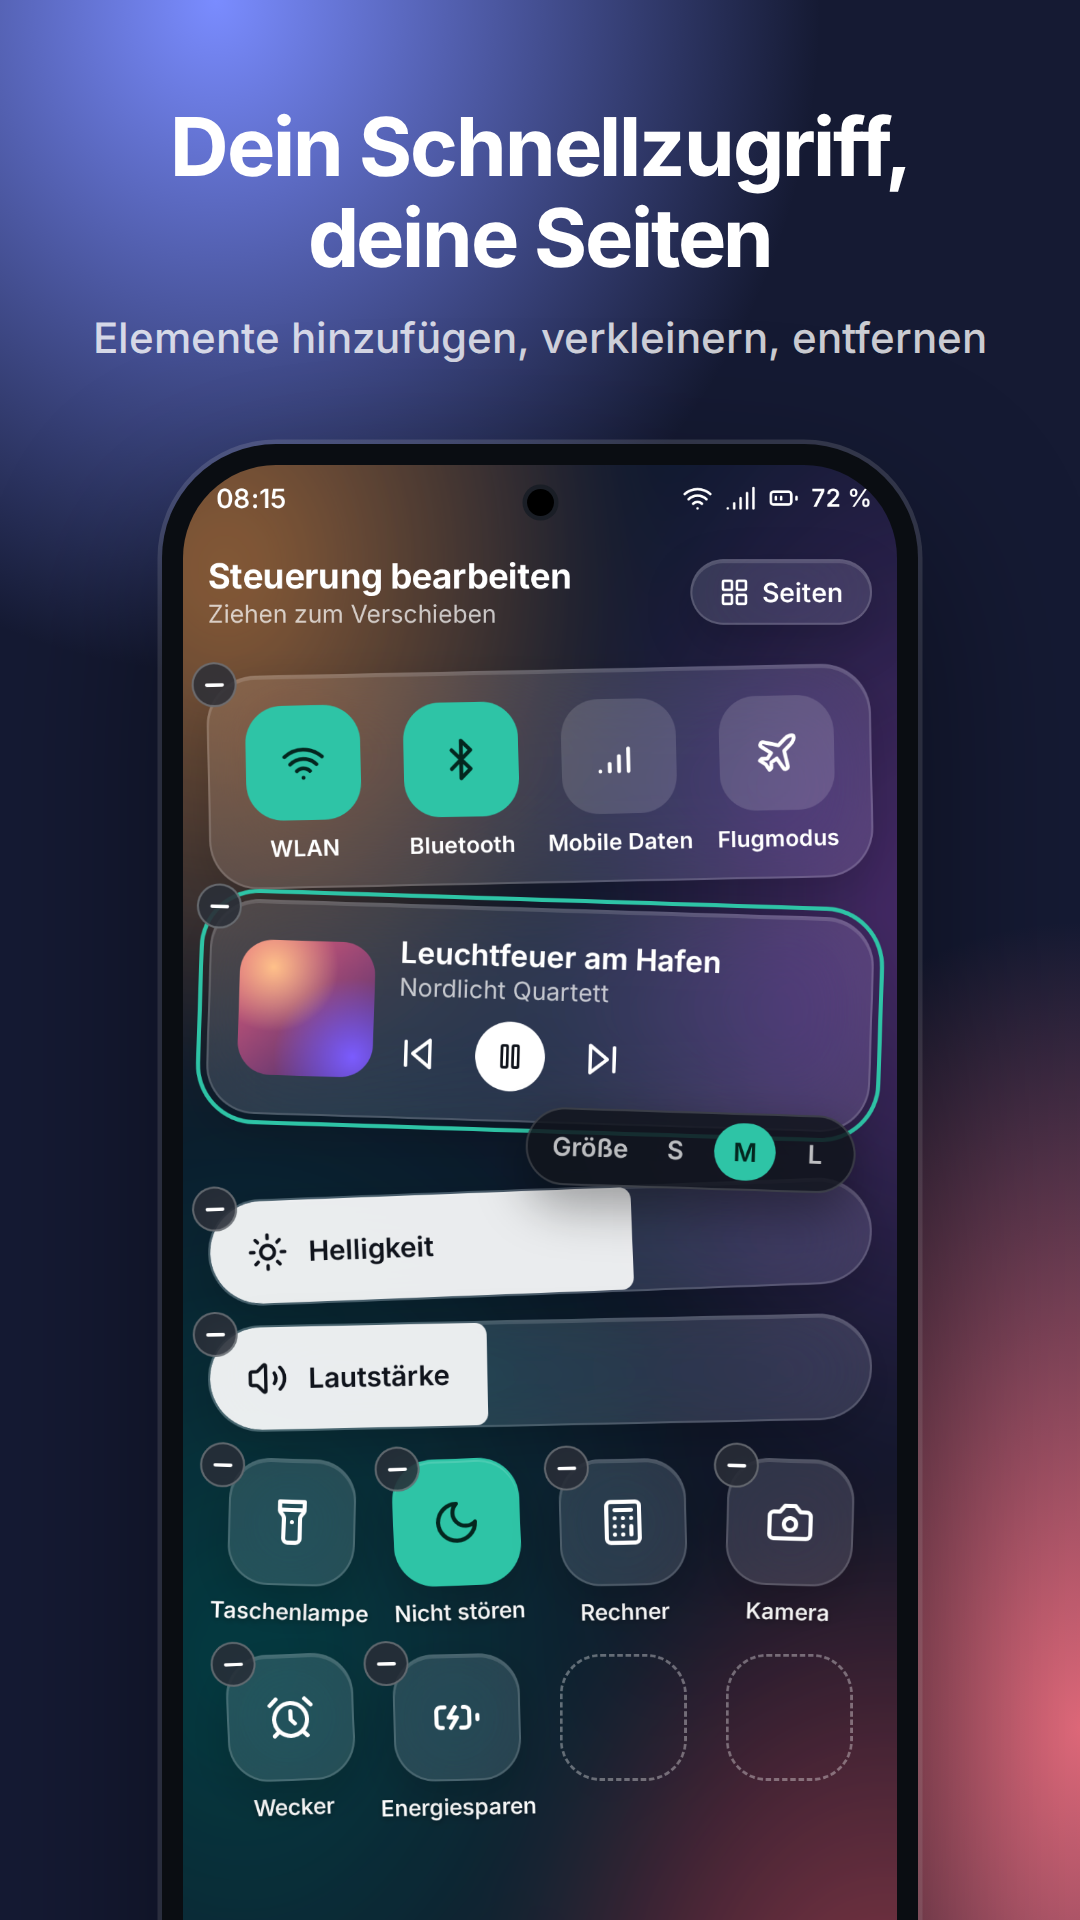 Dein Schnellzugriff,
deine Seiten
Elemente hinzufügen, verkleinern, entfernen
08:15
72 %
Steuerung bearbeiten
Ziehen zum Verschieben
Seiten
WLAN
Bluetooth
Mobile Daten
Flugmodus
Leuchtfeuer am Hafen
Nordlicht Quartett
Größe S M L
Helligkeit
Lautstärke
Taschenlampe
Nicht stören
Rechner
Kamera
Wecker
Energiesparen